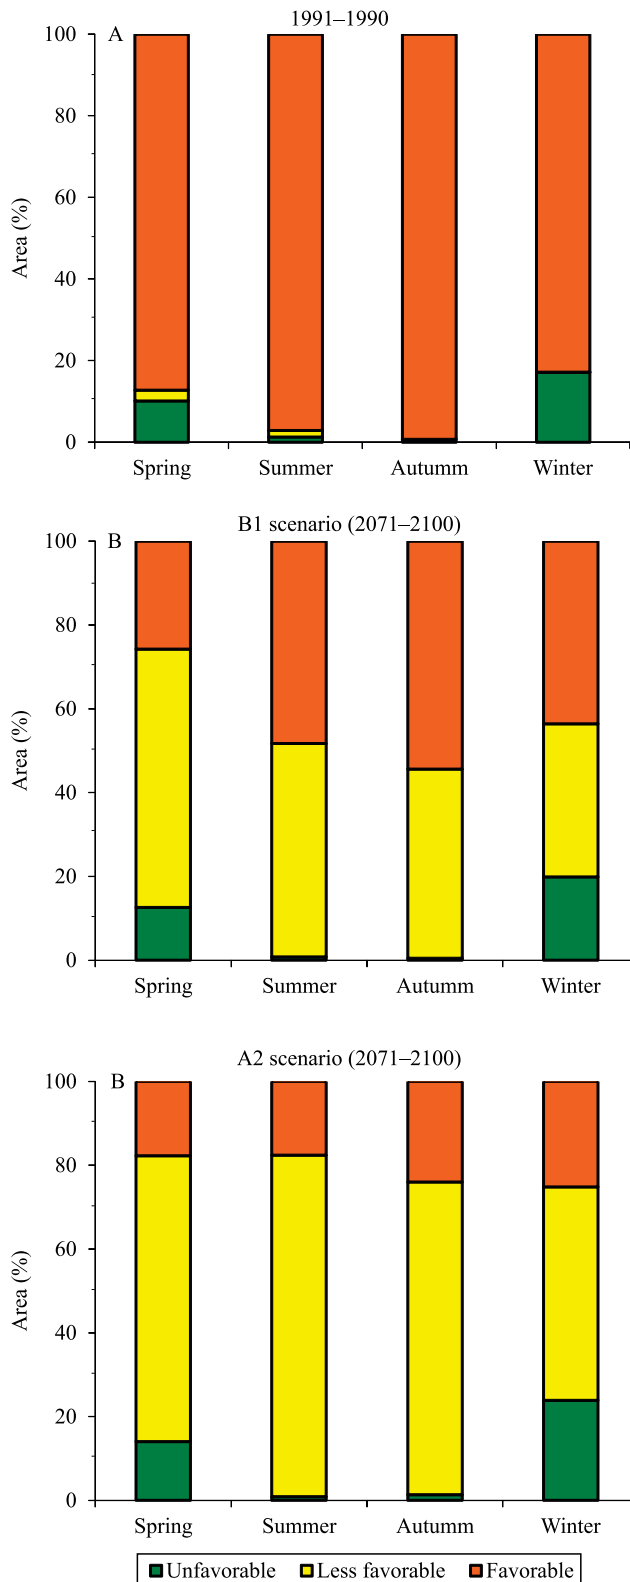 1991–1990
A
100
80
60
40
20
0
Area (%)
Spring Summer Autumm Winter
B1 scenario (2071–2100)
B
100
80
60
40
20
0
Area (%)
Spring Summer Autumm Winter
A2 scenario (2071–2100)
B
100
80
60
40
20
0
Area (%)
Spring Summer Autumm Winter
Unfavorable Less favorable Favorable